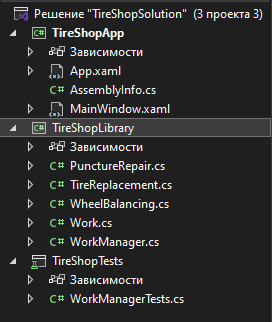 Решение "TireShopSolution" (3 проекта 3)
TireShopApp
Зависимости
App.xaml
C# AssemblyInfo.cs
MainWindow.xaml
C# TireShopLibrary
Зависимости
C# PunctureRepair.cs
C# TireReplacement.cs
C# WheelBalancing.cs
C# Work.cs
C# WorkManager.cs
TireShopTests
Зависимости
C# WorkManagerTests.cs